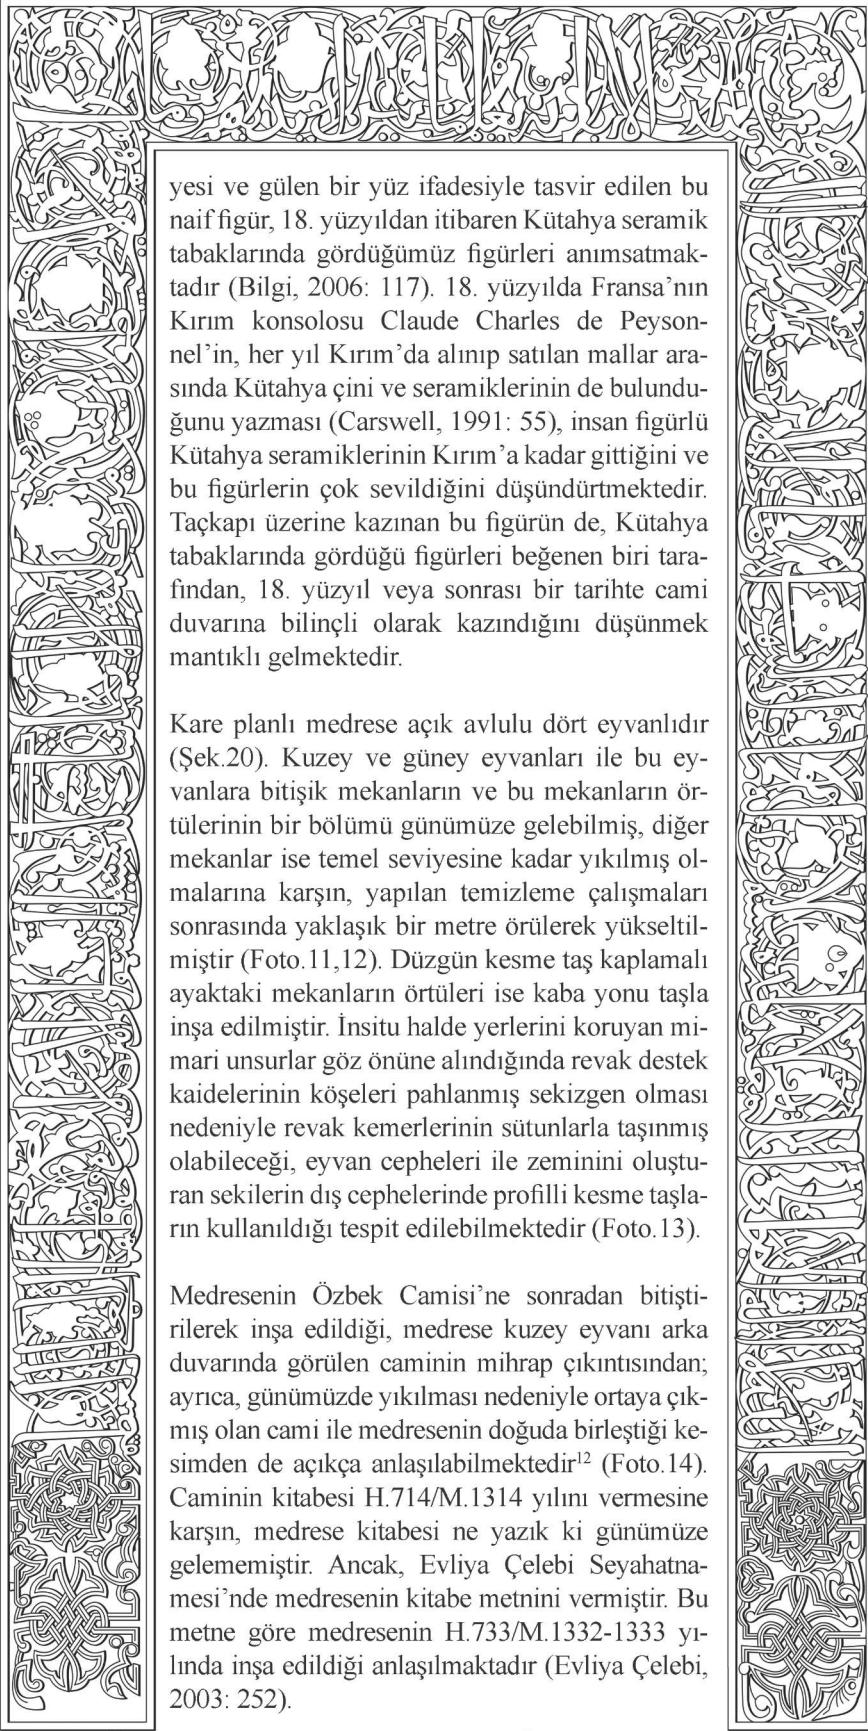 yesi ve gülen bir yüz ifadesiyle tasvir edilen bu
naif figür, 18. yüzyıldan itibaren Kütahya seramik
tabaklarında gördüğümüz figürleri anımsatmak-
tadır (Bilgi, 2006: 117). 18. yüzyılda Fransa’nın
Kırım konsolosu Claude Charles de Peyson-
nel’in, her yıl Kırım’da alınıp satılan mallar ara-
sında Kütahya çini ve seramiklerinin de bulundu-
ğunu yazması (Carswell, 1991: 55), insan figürlü
Kütahya seramiklerinin Kırım’a kadar gittiğini ve
bu figürlerin çok sevildiğini düşündürtmektedir.
Taçkapı üzerine kazınan bu figürün de, Kütahya
tabaklarında gördüğü figürleri beğenen biri tara-
fından, 18. yüzyıl veya sonrası bir tarihte cami
duvarına bilinçli olarak kazındığını düşünmek
mantıklı gelmektedir.
Kare planlı medrese açık avlulu dört eyvanlıdır
(Şek.20). Kuzey ve güney eyvanları ile bu ey-
vanlara bitişik mekanların ve bu mekanların ör-
tülerinin bir bölümü günümüze gelebilmiş, diğer
mekanlar ise temel seviyesine kadar yıkılmış ol-
malarına karşın, yapılan temizleme çalışmaları
sonrasında yaklaşık bir metre örülerek yükseltil-
miştir (Foto.11,12). Düzgün kesme taş kaplamalı
ayaktaki mekanların örtüleri ise kaba yonu taşla
inşa edilmiştir. İnsitu halde yerlerini koruyan mi-
mari unsurlar göz önüne alındığında revak destek
kaidelerinin köşeleri pahlanmış sekizgen olması
nedeniyle revak kemerlerinin sütunlarla taşınmış
olabileceği, eyvan cepheleri ile zeminini oluştu-
ran sekilerin dış cephelerinde profilli kesme taşla-
rın kullanıldığı tespit edilebilmektedir (Foto.13).
Medresenin Özbek Camisi’ne sonradan bitişti-
rilerek inşa edildiği, medrese kuzey eyvanı arka
duvarında görülen caminin mihrap çıkıntısından;
ayrıca, günümüzde yıkılması nedeniyle ortaya çık-
mış olan cami ile medresenin doğuda birleştiği ke-
simden de açıkça anlaşılabilmektedir¹² (Foto.14).
Caminin kitabesi H.714/M.1314 yılını vermesine
karşın, medrese kitabesi ne yazık ki günümüze
gelememiştir. Ancak, Evliya Çelebi Seyahatna-
mesi’nde medresenin kitabe metnini vermiştir. Bu
metne göre medresenin H.733/M.1332-1333 yı-
lında inşa edildiği anlaşılmaktadır (Evliya Çelebi,
2003: 252).